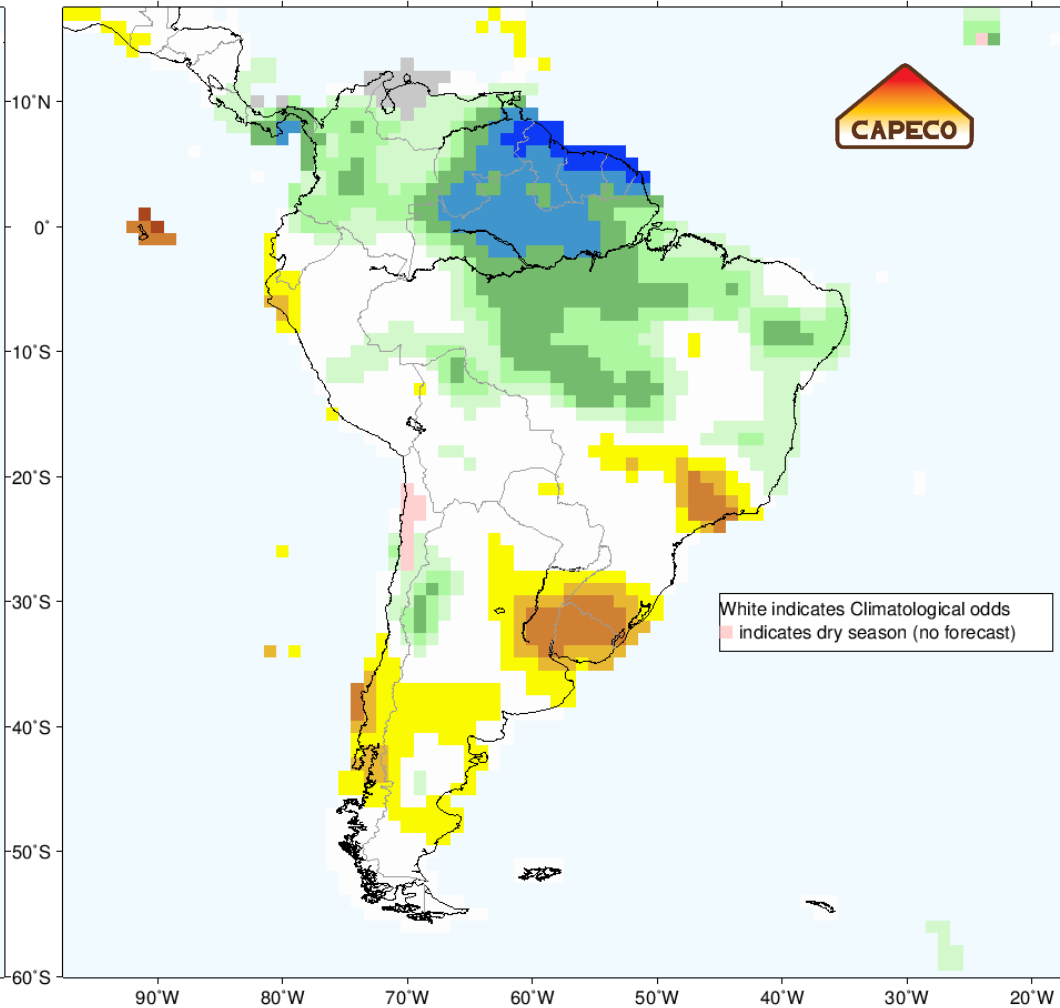 10˚N
CAPECO
0˚
10˚S
20˚S
30˚S
White indicates Climatological odds
indicates dry season (no forecast)
40˚S
50˚S
60˚S
90˚W 80˚W 70˚W 60˚W 50˚W 40˚W 30˚W 20˚W